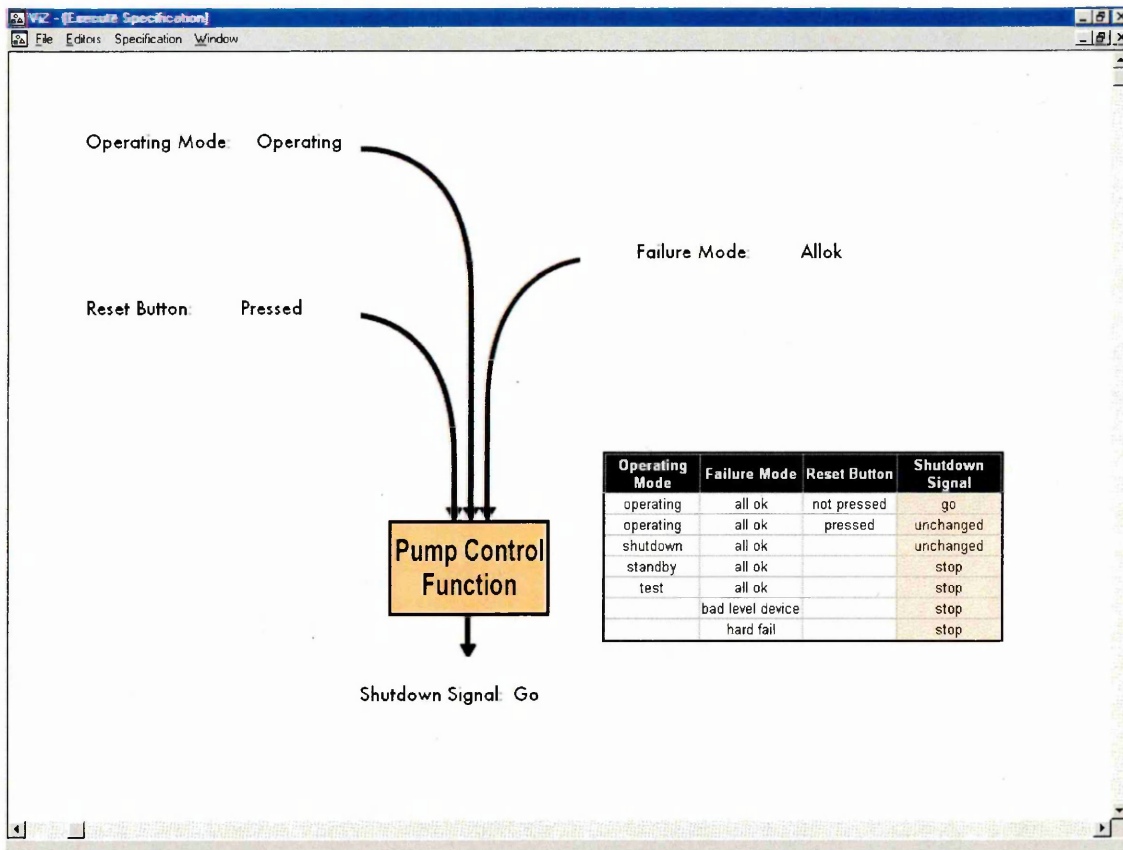 ViZ - [Execute Specification]
File Editors Specification Window
Operating Mode: Operating
Failure Mode: Allok
Reset Button: Pressed
Operating Mode Failure Mode Reset Button Shutdown Signal
operating all ok not pressed go
operating all ok pressed unchanged
shutdown all ok unchanged
standby all ok stop
test all ok stop
bad level device stop
hard fail stop
Pump Control
Function
Shutdown Signal: Go